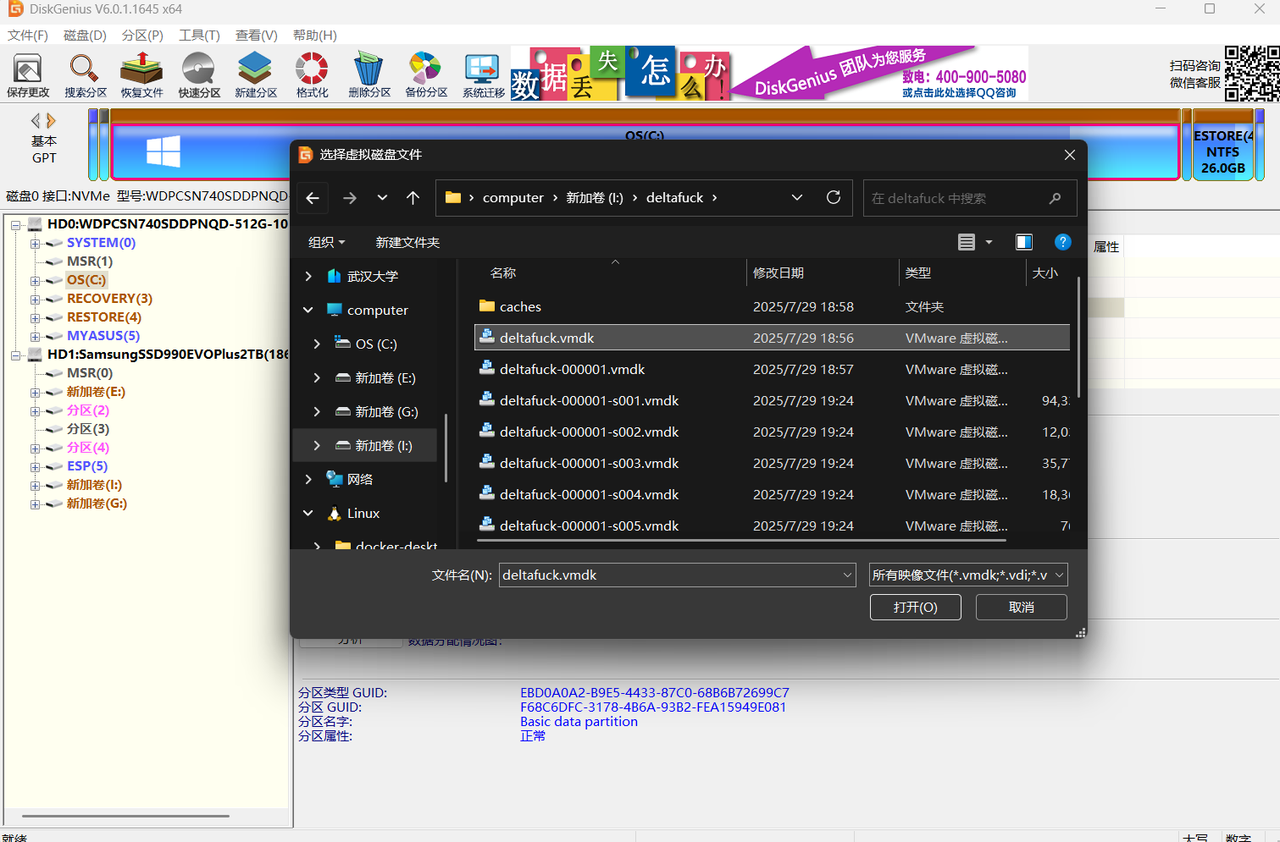 DiskGenius V6.0.1.1645 x64
文件(F) 磁盘(D) 分区(P) 工具(T) 查看(V) 帮助(H)
保存更改 搜索分区 恢复文件 快速分区 新建分区 格式化 删除分区 备份分区 系统迁移
数据丢失怎么办!
DiskGenius 团队为您服务
致电：400-900-5080
或点击此处选择QQ咨询
扫码咨询
微信客服
基本
GPT
OS(C:)
ESTORE(4
NTFS
26.0GB
磁盘0 接口:NVMe 型号:WDPCSN740SDDPNQD
HD0:WDPCSN740SDDPNQD-512G-10
SYSTEM(0)
MSR(1)
OS(C:)
RECOVERY(3)
RESTORE(4)
MYASUS(5)
HD1:SamsungSSD990EVOPlus2TB(186
MSR(0)
新加卷(E:)
分区(2)
分区(3)
分区(4)
ESP(5)
新加卷(I:)
新加卷(G:)
属性
选择虚拟磁盘文件
computer 新加卷 (I:) deltafuck
在 deltafuck 中搜索
组织 新建文件夹
武汉大学
computer
OS (C:)
新加卷 (E:)
新加卷 (G:)
新加卷 (I:)
网络
Linux
docker-deskt
名称 修改日期 类型 大小
caches 2025/7/29 18:58 文件夹
deltafuck.vmdk 2025/7/29 18:56 VMware 虚拟磁...
deltafuck-000001.vmdk 2025/7/29 18:57 VMware 虚拟磁...
deltafuck-000001-s001.vmdk 2025/7/29 19:24 VMware 虚拟磁... 94,3
deltafuck-000001-s002.vmdk 2025/7/29 19:24 VMware 虚拟磁... 12,0
deltafuck-000001-s003.vmdk 2025/7/29 19:24 VMware 虚拟磁... 35,7
deltafuck-000001-s004.vmdk 2025/7/29 19:24 VMware 虚拟磁... 18,3
deltafuck-000001-s005.vmdk 2025/7/29 19:24 VMware 虚拟磁... 7
文件名(N): deltafuck.vmdk 所有映像文件(*.vmdk;*.vdi;*.v
打开(O) 取消
分析 数据分配情况图:
分区类型 GUID: EBD0A0A2-B9E5-4433-87C0-68B6B72699C7
分区 GUID: F68C6DFC-3178-4B6A-93B2-FEA15949E081
分区名字: Basic data partition
分区属性: 正常
就绪 大写 数字